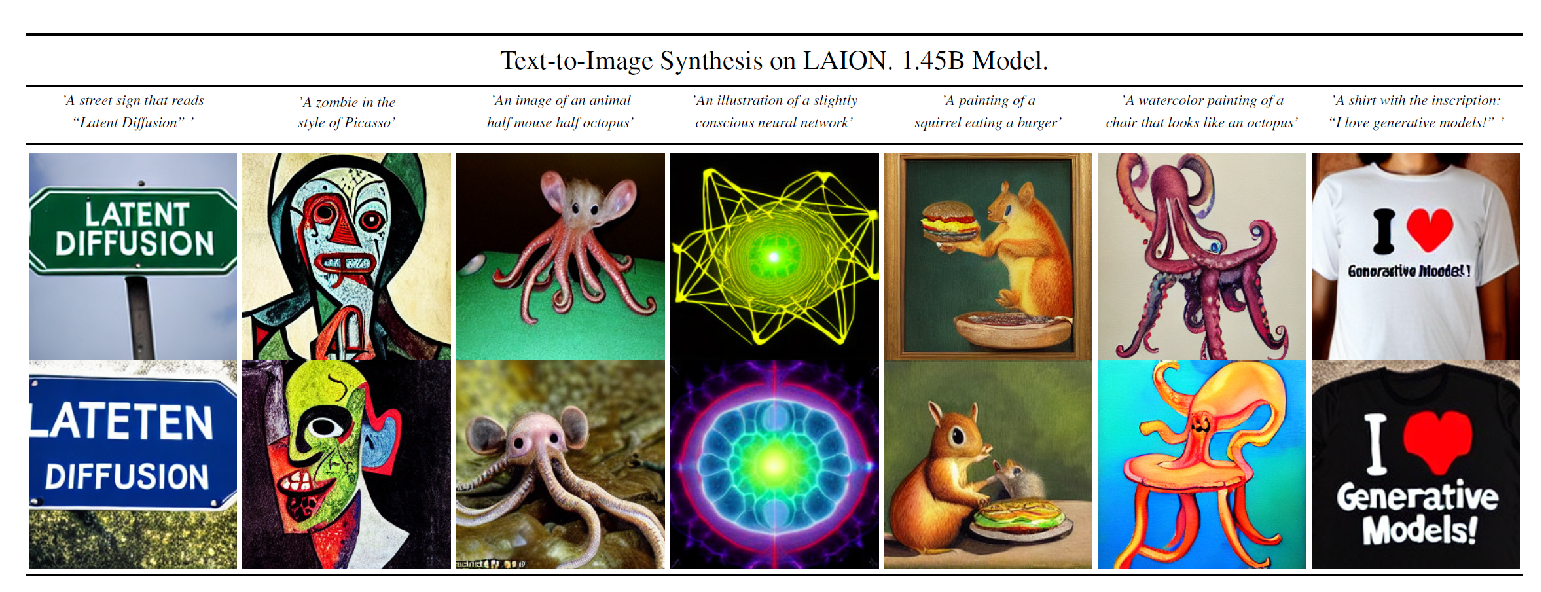 Text-to-Image Synthesis on LAION. 1.45B Model.
'A street sign that reads
“Latent Diffusion” '
'A zombie in the
style of Picasso'
'An image of an animal
half mouse half octopus'
'An illustration of a slightly
conscious neural network'
'A painting of a
squirrel eating a burger'
'A watercolor painting of a
chair that looks like an octopus'
'A shirt with the inscription:
“I love generative models!” '
LATENT
DIFFUSION
I
LATETEN
DIFFUSION
I
Generative
Models!